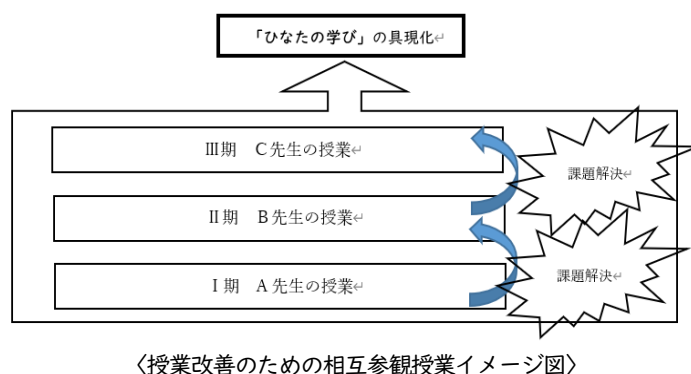 「ひなたの学び」の具現化↵
Ⅲ期　C先生の授業↵
課題解決↵
Ⅱ期　B先生の授業↵
課題解決↵
Ⅰ期　A先生の授業↵
〈授業改善のための相互参観授業イメージ図〉